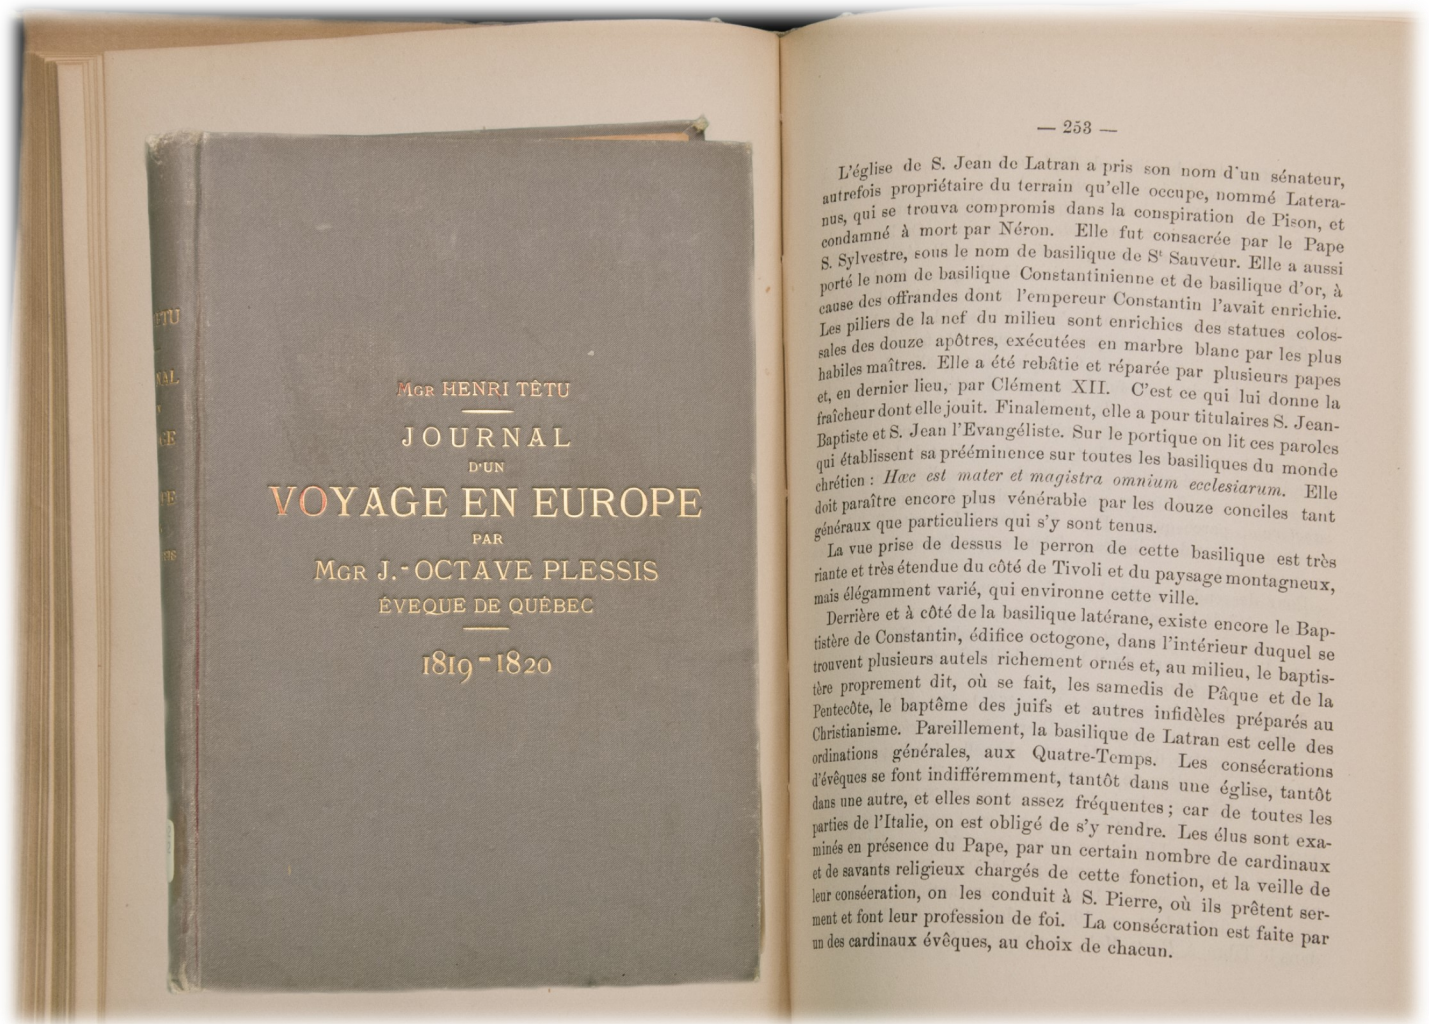 MGR HENRI TÊTU
JOURNAL
D'UN
VOYAGE EN EUROPE
PAR
MGR J.-OCTAVE PLESSIS
ÉVEQUE DE QUÉBEC
1819-1820
— 253 —
L'église de S. Jean de Latran a pris son nom d'un sénateur,
autrefois propriétaire du terrain qu'elle occupe, nommé Latera-
nus, qui se trouva compromis dans la conspiration de Pison, et
condamné à mort par Néron. Elle fut consacrée par le Pape
S. Sylvestre, sous le nom de basilique de St Sauveur. Elle a aussi
porté le nom de basilique Constantinienne et de basilique d'or, à
cause des offrandes dont l'empereur Constantin l'avait enrichie.
Les piliers de la nef du milieu sont enrichies des statues colos-
sales des douze apôtres, exécutées en marbre blanc par les plus
habiles maîtres. Elle a été rebâtie et réparée par plusieurs papes
et, en dernier lieu, par Clément XII. C'est ce qui lui donne la
fraîcheur dont elle jouit. Finalement, elle a pour titulaires S. Jean-
Baptiste et S. Jean l'Evangéliste. Sur le portique on lit ces paroles
qui établissent sa prééminence sur toutes les basiliques du monde
chrétien : Hæc est mater et magistra omnium ecclesiarum. Elle
doit paraître encore plus vénérable par les douze conciles tant
généraux que particuliers qui s'y sont tenus.
La vue prise de dessus le perron de cette basilique est très
riante et très étendue du côté de Tivoli et du paysage montagneux,
mais élégamment varié, qui environne cette ville.
Derrière et à côté de la basilique latérane, existe encore le Bap-
tistère de Constantin, édifice octogone, dans l'intérieur duquel se
trouvent plusieurs autels richement ornés et, au milieu, le baptis-
tère proprement dit, où se fait, les samedis de Pâque et de la
Pentecôte, le baptême des juifs et autres infidèles préparés au
Christianisme. Pareillement, la basilique de Latran est celle des
ordinations générales, aux Quatre-Temps. Les consécrations
d'évêques se font indifféremment, tantôt dans une église, tantôt
dans une autre, et elles sont assez fréquentes ; car de toutes les
parties de l'Italie, on est obligé de s'y rendre. Les élus sont exa-
minés en présence du Pape, par un certain nombre de cardinaux
et de savants religieux chargés de cette fonction, et la veille de
leur conséeration, on les conduit à S. Pierre, où ils prêtent ser-
ment et font leur profession de foi. La consécration est faite par
un des cardinaux évêques, au choix de chacun.